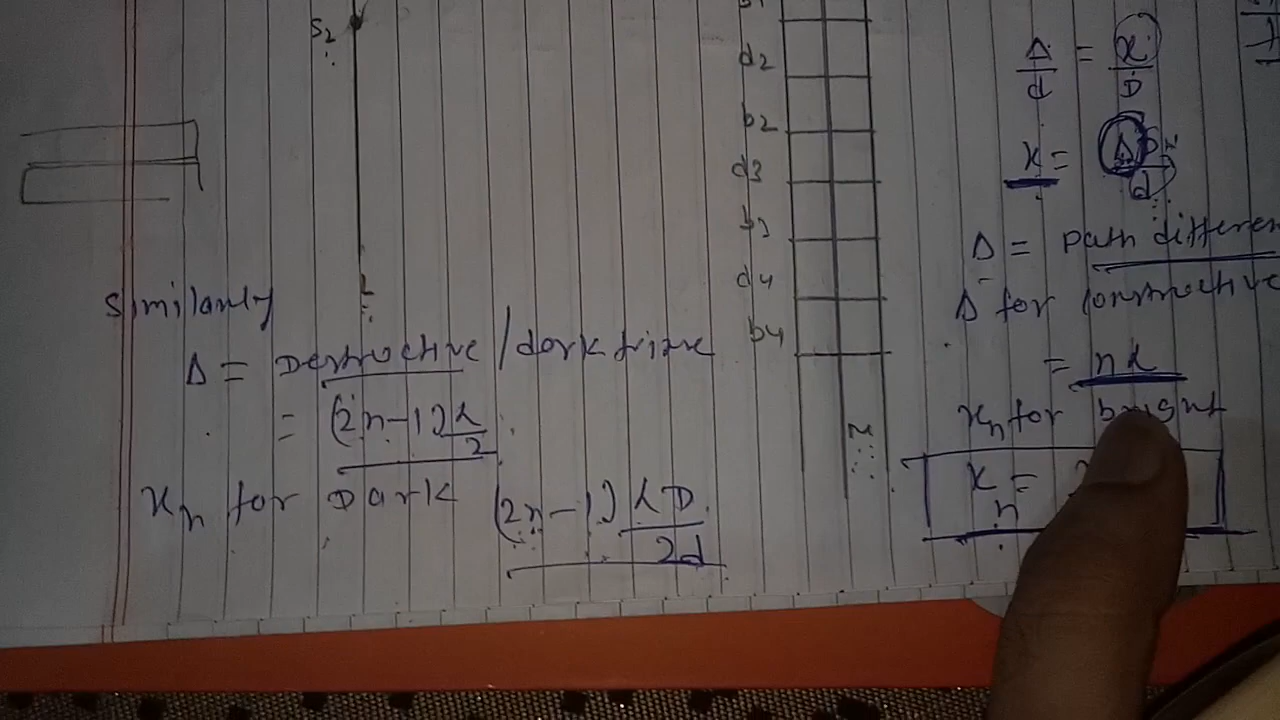 S2
d2
b2
d3
b3
d4
b4
Similarly
Δ = Destructive / dark frinze
= (2n-1) λ/2
xn for Dark (2n-1) λD/2d
Δ/d = x/D
x = ΔD/d
Δ = path differen
Δ for constructive
= nλ
xn for bright
xn =